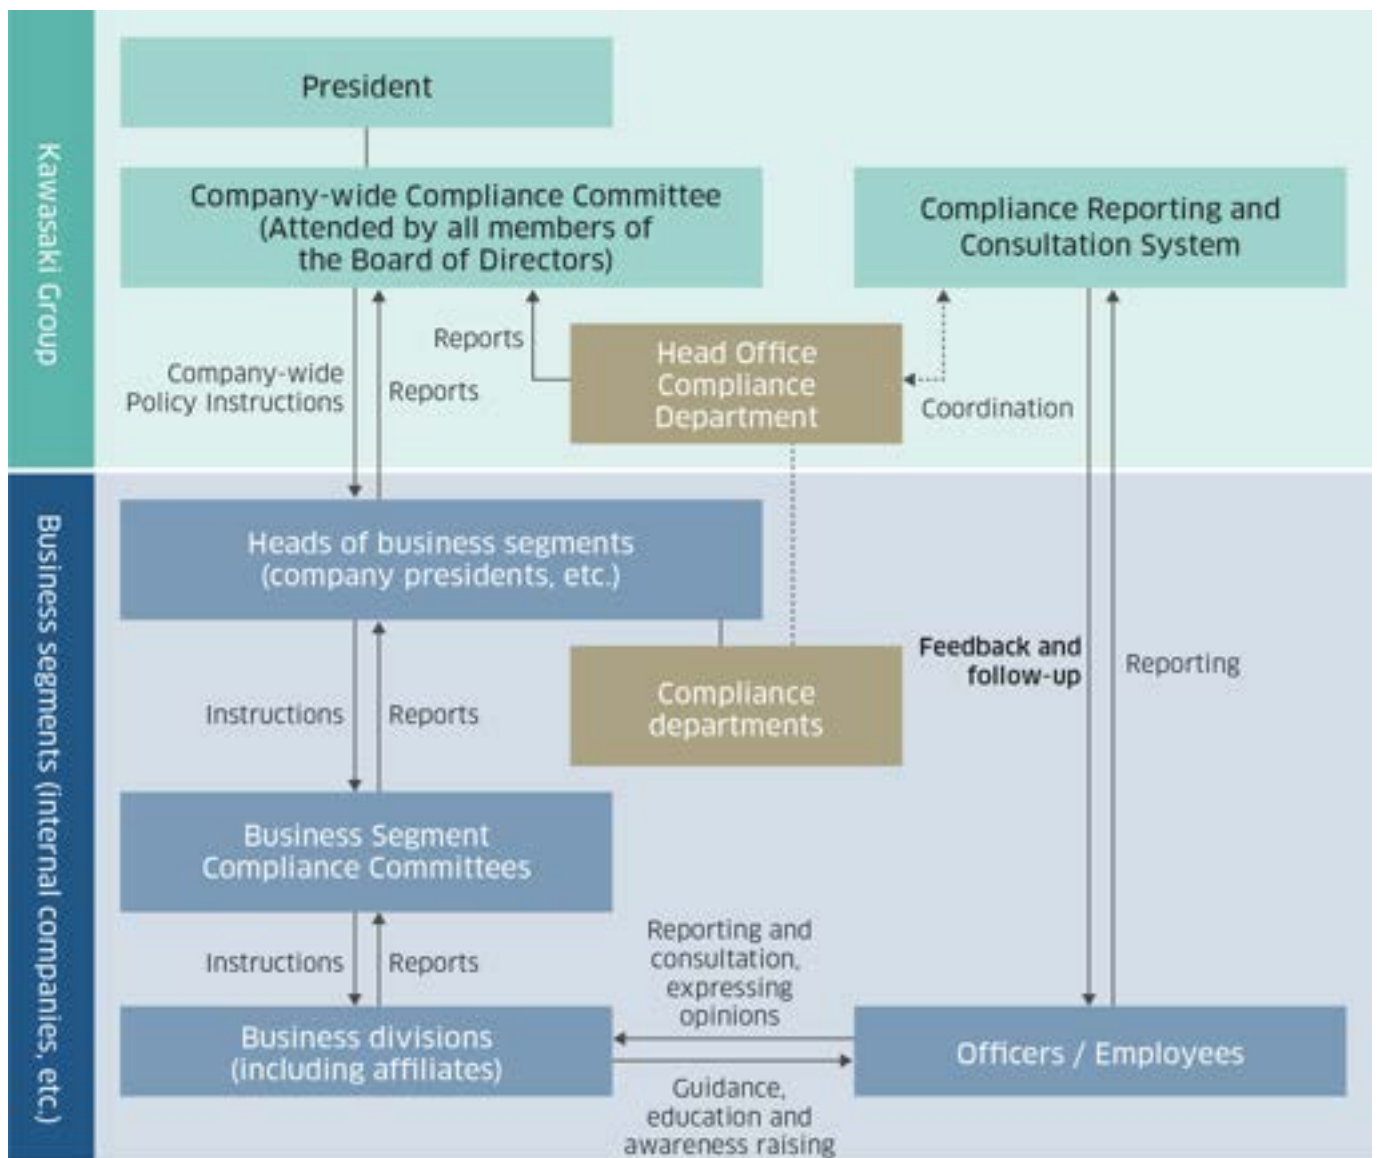 Kawasaki Group
President
Company-wide Compliance Committee
(Attended by all members of
the Board of Directors)
Compliance Reporting and
Consultation System
Reports
Head Office
Compliance
Department
Company-wide
Policy Instructions
Reports
Coordination
Business segments (internal companies, etc.)
Heads of business segments
(company presidents, etc.)
Feedback and
follow-up
Reporting
Compliance
departments
Instructions
Reports
Business Segment
Compliance Committees
Instructions
Reports
Reporting and
consultation,
expressing
opinions
Business divisions
(including affiliates)
Officers / Employees
Guidance,
education and
awareness raising